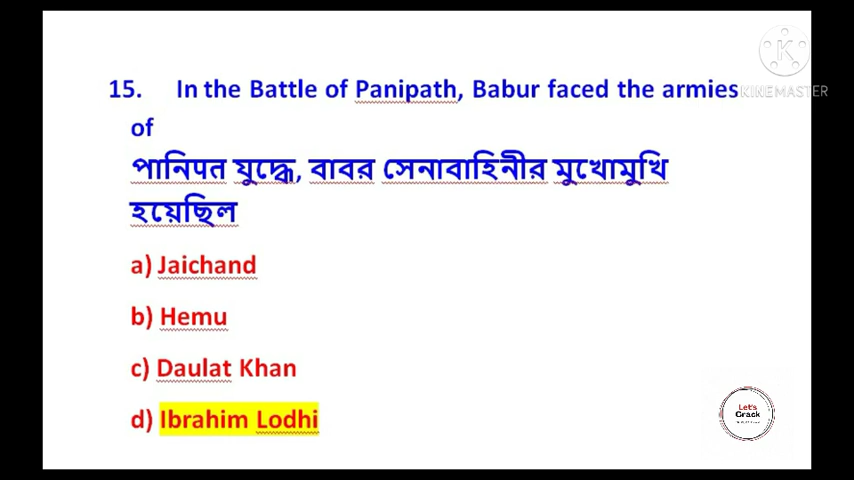 15. In the Battle of Panipath, Babur faced the armies
of
পানিপত যুদ্ধে, বাবর সেনাবাহিনীর মুখোমুখি
হয়েছিল
a) Jaichand
b) Hemu
c) Daulat Khan
d) Ibrahim Lodhi
K
KINEMASTER
Let's
Crack